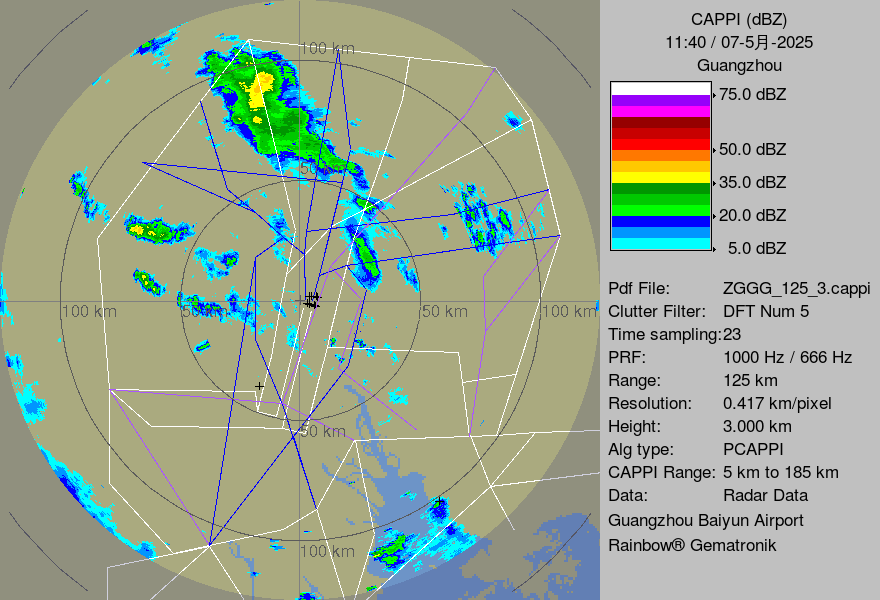 CAPPI (dBZ)
11:40 / 07-5月-2025
Guangzhou
75.0 dBZ
50.0 dBZ
35.0 dBZ
20.0 dBZ
5.0 dBZ
Pdf File: ZGGG_125_3.cappi
Clutter Filter: DFT Num 5
Time sampling:23
PRF: 1000 Hz / 666 Hz
Range: 125 km
Resolution: 0.417 km/pixel
Height: 3.000 km
Alg type: PCAPPI
CAPPI Range: 5 km to 185 km
Data: Radar Data
Guangzhou Baiyun Airport
Rainbow® Gematronik
100 km
50 km
100 km
50 km
50 km
100 km
50 km
100 km